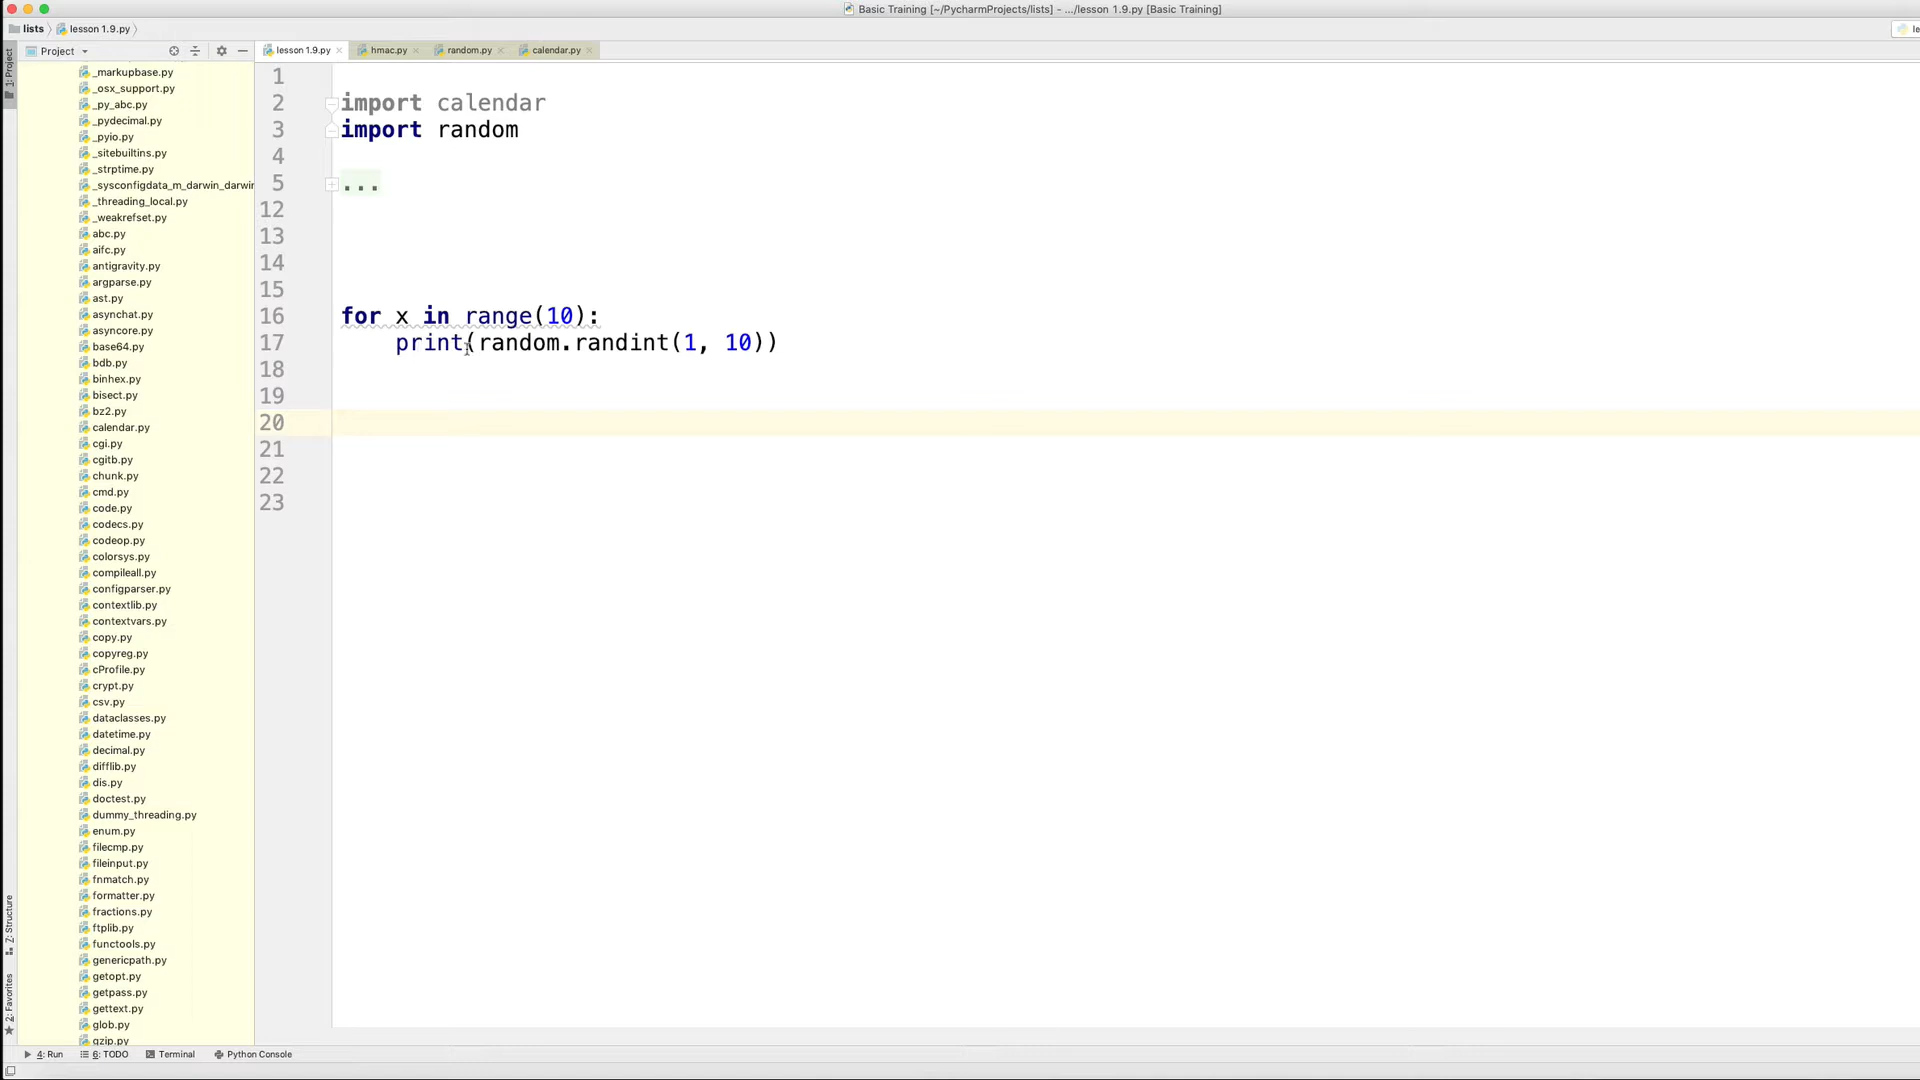 Basic Training [~/PycharmProjects/lists] - .../lesson 1.9.py [Basic Training]
lists lesson 1.9.py
Project
lesson 1.9.py hmac.py random.py calendar.py
1: Project
_markupbase.py
_osx_support.py
_py_abc.py
_pydecimal.py
_pyio.py
_sitebuiltins.py
_strptime.py
_sysconfigdata_m_darwin_darwin
_threading_local.py
_weakrefset.py
abc.py
aifc.py
antigravity.py
argparse.py
ast.py
asynchat.py
asyncore.py
base64.py
bdb.py
binhex.py
bisect.py
bz2.py
calendar.py
cgi.py
cgitb.py
chunk.py
cmd.py
code.py
codecs.py
codeop.py
colorsys.py
compileall.py
configparser.py
contextlib.py
contextvars.py
copy.py
copyreg.py
cProfile.py
crypt.py
csv.py
dataclasses.py
datetime.py
decimal.py
difflib.py
dis.py
doctest.py
dummy_threading.py
enum.py
filecmp.py
fileinput.py
fnmatch.py
formatter.py
fractions.py
ftplib.py
functools.py
genericpath.py
getopt.py
getpass.py
gettext.py
glob.py
gzip.py
1
2 import calendar
3 import random
4
5 ...
12
13
14
15
16 for x in range(10):
17 print(random.randint(1, 10))
18
19
20
21
22
23
Z: Structure
2: Favorites
4: Run 6: TODO Terminal Python Console